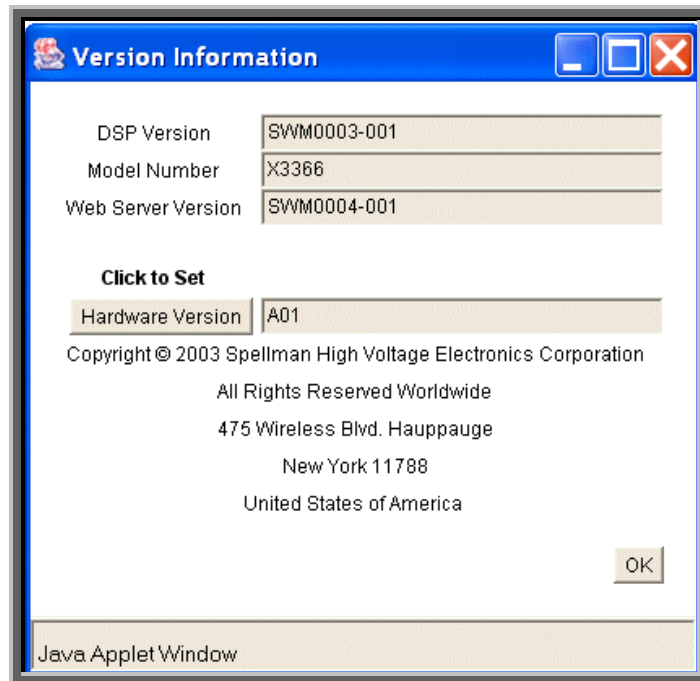 Version Information
DSP Version SWM0003-001
Model Number X3366
Web Server Version SWM0004-001
Click to Set
Hardware Version A01
Copyright © 2003 Spellman High Voltage Electronics Corporation
All Rights Reserved Worldwide
475 Wireless Blvd. Hauppauge
New York 11788
United States of America
OK
Java Applet Window